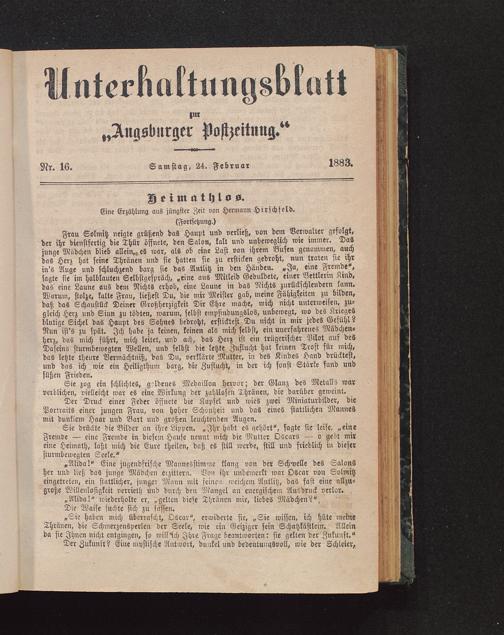 Unterhaltungsblatt
zur
„Augsburger Postzeitung.“
Nr. 16. Samstag, 24. Februar 1883.
Heimathlos.
Eine Erzählung aus jüngster Zeit von Hermann Hirschfeld.
(Fortsetzung.)
Frau Solmitz neigte grüßend das Haupt und verließ, von dem Verwalter gefolgt,
der ihr dienstfertig die Thür öffnete, den Salon, kalt und unbeweglich wie immer. Das
junge Mädchen blieb allein, es war, als ob eine Last von ihrem Busen genommen, auch
das Herz hat seine Thränen und sie hatten sie zu ersticken gedroht, nun traten sie ihr
in's Auge und schluchzend barg sie das Antlitz in den Händen. „Ja, eine Fremde“,
sagte sie im halblauten Selbstgespräch, „eine aus Mitleid Geduldete, einer Bettlerin Kind,
das eine Laune aus dem Nichts erhob, eine Laune in das Nichts zurückschleudern kann.
Warum, stolze, kalte Frau, ließest Du, die mir Meister gab, meine Fähigkeiten zu bilden,
daß das Schaustück Deiner Großherzigkeit Dir Ehre mache, mich nicht unterweisen, zu-
gleich Herz und Sinn zu tödten, warum, selbst empfindungslos, unbewegt, wo des Krieges
blutige Sichel das Haupt des Sohnes bedroht, ersticktest Du nicht in mir jedes Gefühl?
Nun ist's zu spät. Ich habe ja keinen, keinen als mich selbst, ein unerfahrenes Mädchen-
herz, das mich führt, mich leitet, und ach, das Herz ist ein trügerischer Pilot auf des
Daseins sturmbewegten Wellen, und selbst die letzte Zuflucht hat keinen Trost für mich,
das letzte theure Vermächtniß, das Du, verklärte Mutter, in des Kindes Hand drücktest,
und das ich wie ein Heiligthum barg, die Zuflucht, in der ich sonst Stärke fand und
süßen Frieden.
Sie zog ein schlichtes, goldenes Medaillon hervor; der Glanz des Metalls war
verblichen, vielleicht war es eine Wirkung der zahllosen Thränen, die darüber geweint.
Der Druck einer Feder öffnete die Kapsel und wies zwei Miniaturbilder, die
Portraits einer jungen Frau, von hoher Schönheit und das eines stattlichen Mannes
mit dunklem Haar und Bart und großen leuchtenden Augen.
Sie drückte die Bilder an ihre Lippen. „Ihr habt es gehört“, sagte sie leise, „eine
Fremde — eine Fremde in diesem Hause nennt mich die Mutter Oscars — o gebt mir
eine Heimath, laßt mich die Eure theilen, daß es still werde, still und friedlich in dieser
sturmbewegten Seele.“
„Alida!“ Eine jugendfrische Mannesstimme klang von der Schwelle des Salons
her und ließ das junge Mädchen erzittern. Von ihr unbemerkt war Oscar von Solmitz
eingetreten, ein stattlicher, junger Mann mit feinem, weichem Antlitz, das fast eine allzu-
große Willenlosigkeit verrieth und durch den Mangel an energischem Ausdruck verlor.
„Alida!“ wiederholte er, „gelten diese Thränen mir, liebes Mädchen?“
Die Waise suchte sich zu fassen.
„Sie haben mich überrascht, Oscar“, erwiderte sie, „Sie wissen, ich hüte meine
Thränen, die Schmerzensperlen der Seele, wie ein Geiziger sein Schatzkästlein. Allein
da sie Ihnen nicht entgingen, so will ich Ihre Frage beantworten: sie gelten der Zukunft.“
Der Zukunft? Eine mystische Antwort, dunkel und bedeutungsvoll, wie der Schleier,